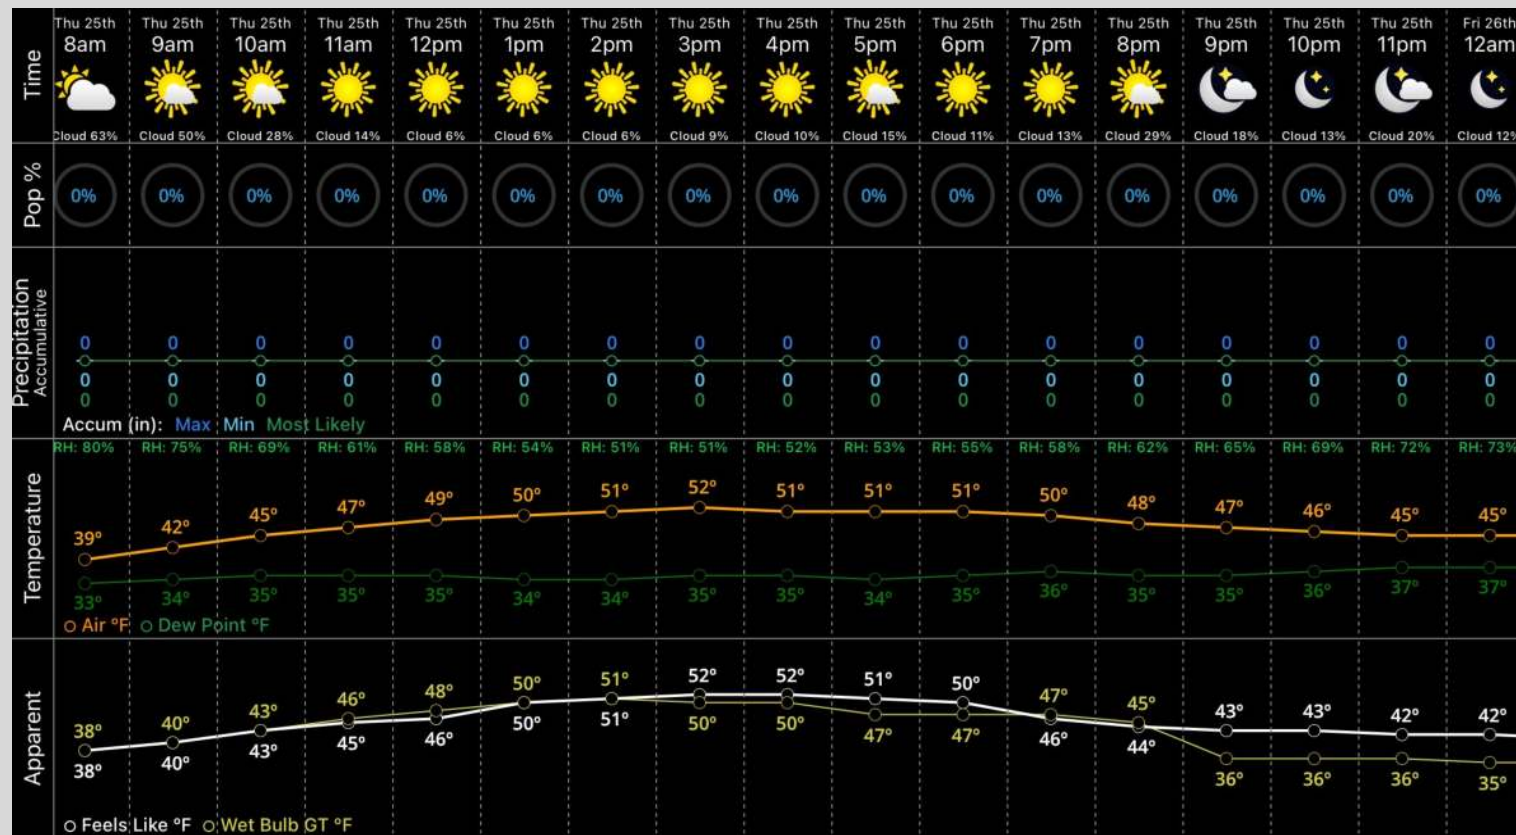 Thu 25th Thu 25th Thu 25th Thu 25th Thu 25th Thu 25th Thu 25th Thu 25th Thu 25th Thu 25th Thu 25th Thu 25th Thu 25th Thu 25th Thu 25th Thu 25th Fri 26th
8am 9am 10am 11am 12pm 1pm 2pm 3pm 4pm 5pm 6pm 7pm 8pm 9pm 10pm 11pm 12am
Time
Cloud 63% Cloud 50% Cloud 28% Cloud 14% Cloud 6% Cloud 6% Cloud 6% Cloud 9% Cloud 10% Cloud 15% Cloud 11% Cloud 13% Cloud 29% Cloud 18% Cloud 13% Cloud 20% Cloud 12%
Pop %
0% 0% 0% 0% 0% 0% 0% 0% 0% 0% 0% 0% 0% 0% 0% 0% 0%
Precipitation
Accumulative
0 0 0 0 0 0 0 0 0 0 0 0 0 0 0 0 0
0 0 0 0 0 0 0 0 0 0 0 0 0 0 0 0 0
0 0 0 0 0 0 0 0 0 0 0 0 0 0 0 0 0
Accum (in): Max Min Most Likely
RH: 80% RH: 75% RH: 69% RH: 61% RH: 58% RH: 54% RH: 51% RH: 51% RH: 52% RH: 53% RH: 55% RH: 58% RH: 62% RH: 65% RH: 69% RH: 72% RH: 73%
Temperature
39° 42° 45° 47° 49° 50° 51° 52° 51° 51° 51° 50° 48° 47° 46° 45° 45°
33° 34° 35° 35° 35° 34° 34° 35° 35° 34° 35° 36° 35° 35° 36° 37° 37°
Air °F Dew Point °F
Apparent
38° 40° 43° 46° 48° 50° 51° 52° 52° 51° 50° 47° 45° 43° 43° 42° 42°
38° 40° 43° 45° 46° 50° 51° 50° 50° 47° 47° 46° 44° 36° 36° 36° 35°
Feels Like °F Wet Bulb GT °F